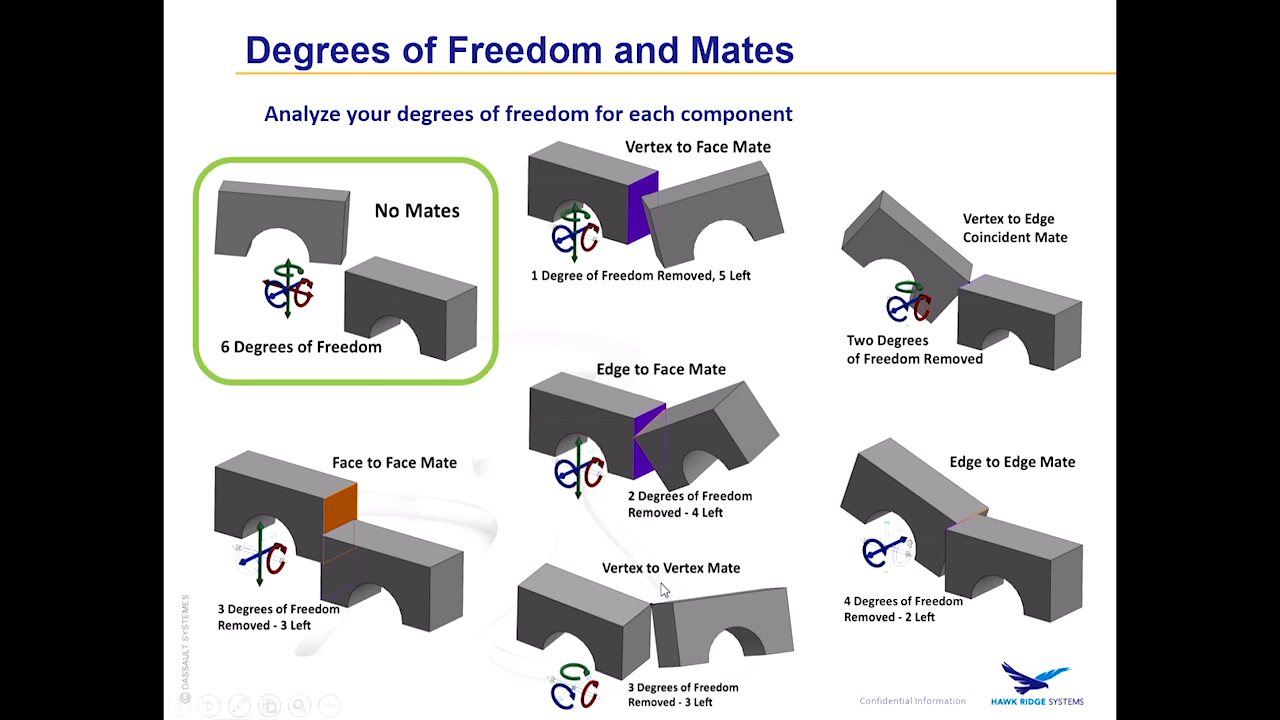 Degrees of Freedom and Mates
Analyze your degrees of freedom for each component
No Mates
6 Degrees of Freedom
Vertex to Face Mate
1 Degree of Freedom Removed, 5 Left
Vertex to Edge
Coincident Mate
Two Degrees
of Freedom Removed
Edge to Face Mate
2 Degrees of Freedom
Removed - 4 Left
Face to Face Mate
3 Degrees of Freedom
Removed - 3 Left
Vertex to Vertex Mate
3 Degrees of Freedom
Removed - 3 Left
Edge to Edge Mate
4 Degrees of Freedom
Removed - 2 Left
© DASSAULT SYSTEMES
Confidential Information
HAWK RIDGE SYSTEMS